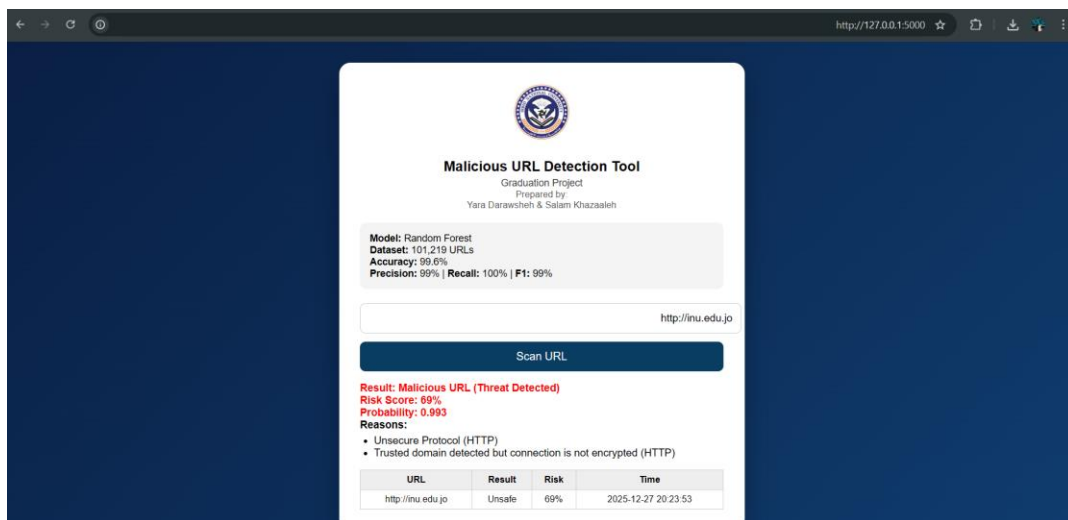 http://127.0.0.1:5000
Malicious URL Detection Tool
Graduation Project
Prepared by:
Yara Darawsheh & Salam Khazaaleh
Model: Random Forest
Dataset: 101,219 URLs
Accuracy: 99.6%
Precision: 99% | Recall: 100% | F1: 99%
http://inu.edu.jo
Scan URL
Result: Malicious URL (Threat Detected)
Risk Score: 69%
Probability: 0.993
Reasons:
• Unsecure Protocol (HTTP)
• Trusted domain detected but connection is not encrypted (HTTP)
URL Result Risk Time
http://inu.edu.jo Unsafe 69% 2025-12-27 20:23:53